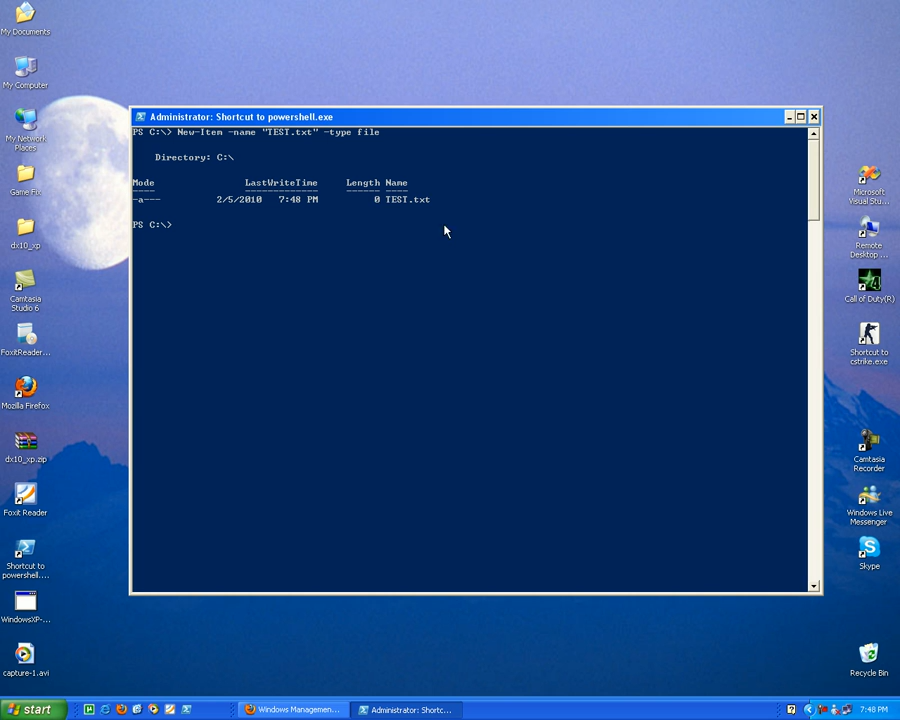 My Documents
My Computer
My Network
Places
Game Fix
dx10_xp
Camtasia
Studio 6
FoxitReader...
Mozilla Firefox
dx10_xp.zip
Foxit Reader
Shortcut to
powershell....
WindowsXP-...
capture-1.avi
Administrator: Shortcut to powershell.exe
PS C:\> New-Item -name "TEST.txt" -type file
Directory: C:\
Mode LastWriteTime Length Name
---- ------------- ------ ----
-a--- 2/5/2010 7:48 PM 0 TEST.txt
PS C:\>
Microsoft
Visual Stu...
Remote
Desktop ...
4
Call of Duty(R)
Shortcut to
cstrike.exe
Camtasia
Recorder
Windows Live
Messenger
Skype
Recycle Bin
start
Windows Managemen...
Administrator: Shortc...
7:48 PM